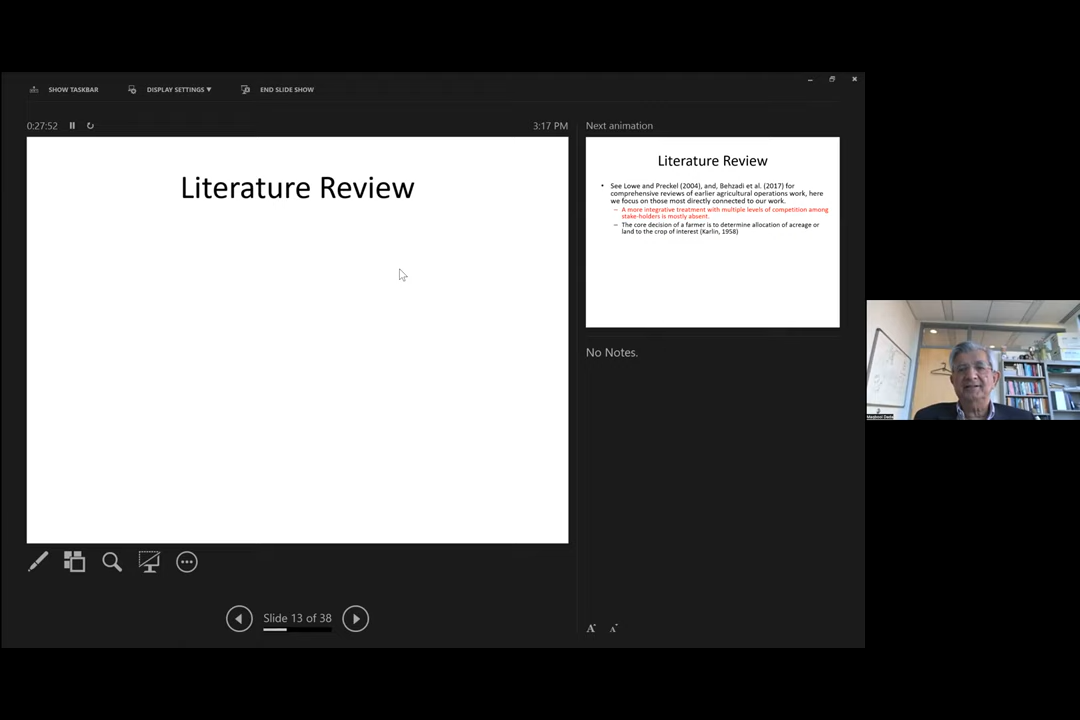 SHOW TASKBAR
DISPLAY SETTINGS ▼
END SLIDE SHOW
0:27:52
3:17 PM
Literature Review
Slide 13 of 38
Next animation
Literature Review
• See Lowe and Preckel (2004), and, Behzadi et al. (2017) for
comprehensive reviews of earlier agricultural operations work, here
we focus on those most directly connected to our work.
– A more integrative treatment with multiple levels of competition among
stake-holders is mostly absent.
– The core decision of a farmer is to determine allocation of acreage or
land to the crop of interest (Karlin, 1958)
No Notes.
A A